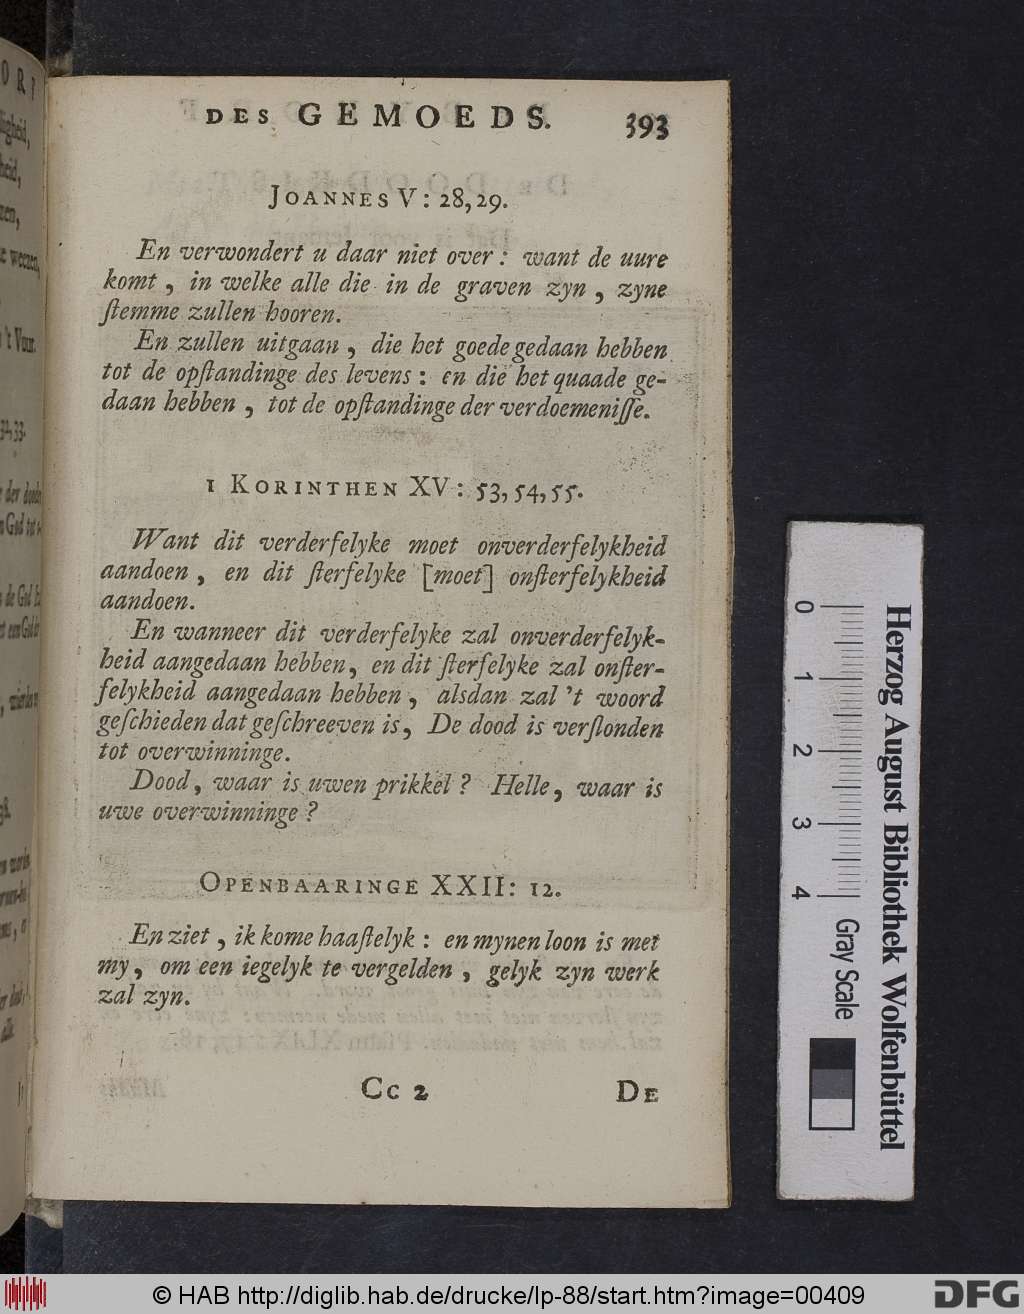 DES GEMOEDS. 393
JOANNES V: 28, 29.
En verwondert u daar niet over: want de uure
komt, in welke alle die in de graven zyn, zyne
ſtemme zullen hooren.
En zullen uitgaan, die het goede gedaan hebben
tot de opſtandinge des levens: en die het quaade ge-
daan hebben, tot de opſtandinge der verdoemeniſſe.
1 KORINTHEN XV: 53, 54, 55.
Want dit verderfelyke moet onverderfelykheid
aandoen, en dit ſterfelyke [moet] onſterfelykheid
aandoen.
En wanneer dit verderfelyke zal onverderfelyk-
heid aangedaan hebben, en dit ſterfelyke zal onſter-
felykheid aangedaan hebben, alsdan zal 't woord
geſchieden dat geſchreeven is, De dood is verſlonden
tot overwinninge.
Dood, waar is uwen prikkel? Helle, waar is
uwe overwinninge?
OPENBAARINGE XXII: 12.
En ziet, ik kome haaſtelyk: en mynen loon is met
my, om een iegelyk te vergelden, gelyk zyn werk
zal zyn.
Cc 2 DE
0 1 2 3 4 Gray Scale
Herzog August Bibliothek Wolfenbüttel
© HAB http://diglib.hab.de/drucke/lp-88/start.htm?image=00409
DFG